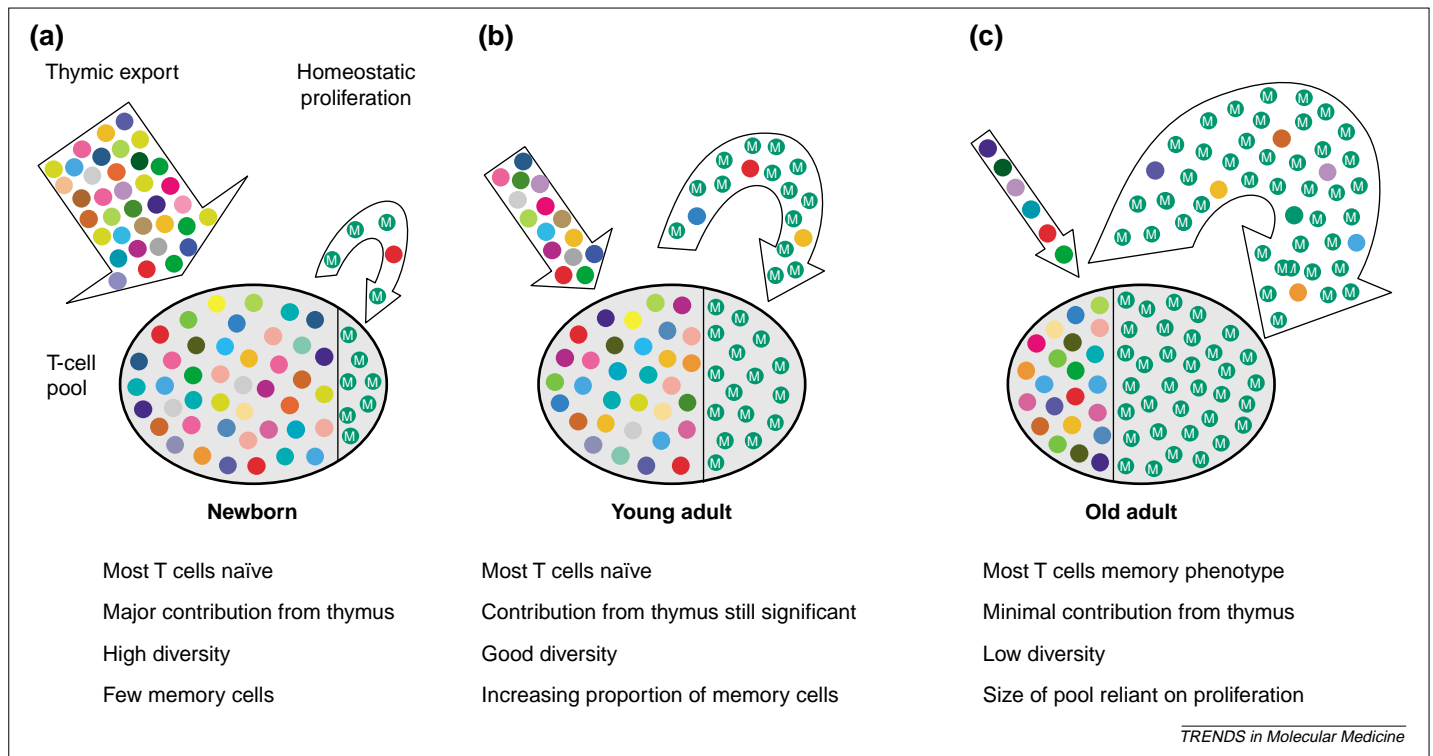 (a)
Thymic export
Homeostatic
proliferation
T-cell
pool
Newborn
Most T cells naïve
Major contribution from thymus
High diversity
Few memory cells
(b)
Young adult
Most T cells naïve
Contribution from thymus still significant
Good diversity
Increasing proportion of memory cells
(c)
Old adult
Most T cells memory phenotype
Minimal contribution from thymus
Low diversity
Size of pool reliant on proliferation
TRENDS in Molecular Medicine